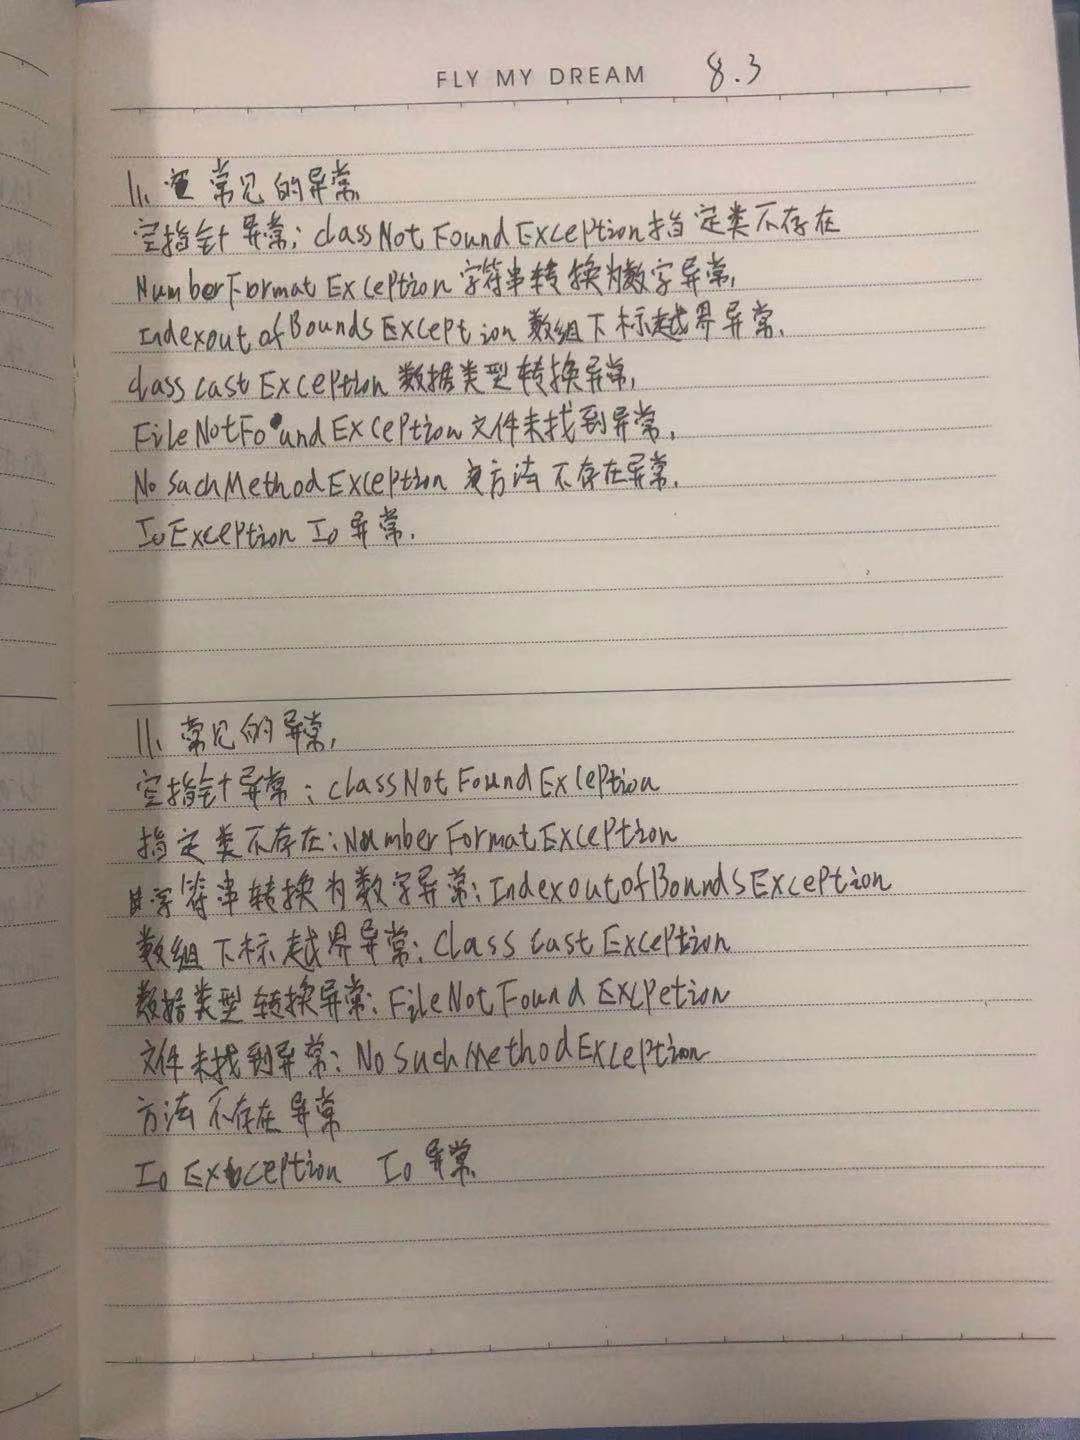 FLY MY DREAM 8.3
11、常见的异常
空指针异常；classNotFoundException指定类不存在
NumberFormatException字符串转换为数字异常,
IndexoutofBoundsException数组下标越界异常.
classcastException数据类型转换异常,
FileNotFoundException文件未找到异常.
NoSuchMethodException方法不存在异常.
IoException Io异常.
11、常见的异常,
空指针异常：classNotFoundException
指定类不存在：NumberFormatException
字符串转换为数字异常：IndexoutofBoundsException
数组下标越界异常：ClasscastException
数据类型转换异常：FileNotFoundExcpetion
文件未找到异常：NoSuchMethodException
方法不存在异常
IoException Io异常